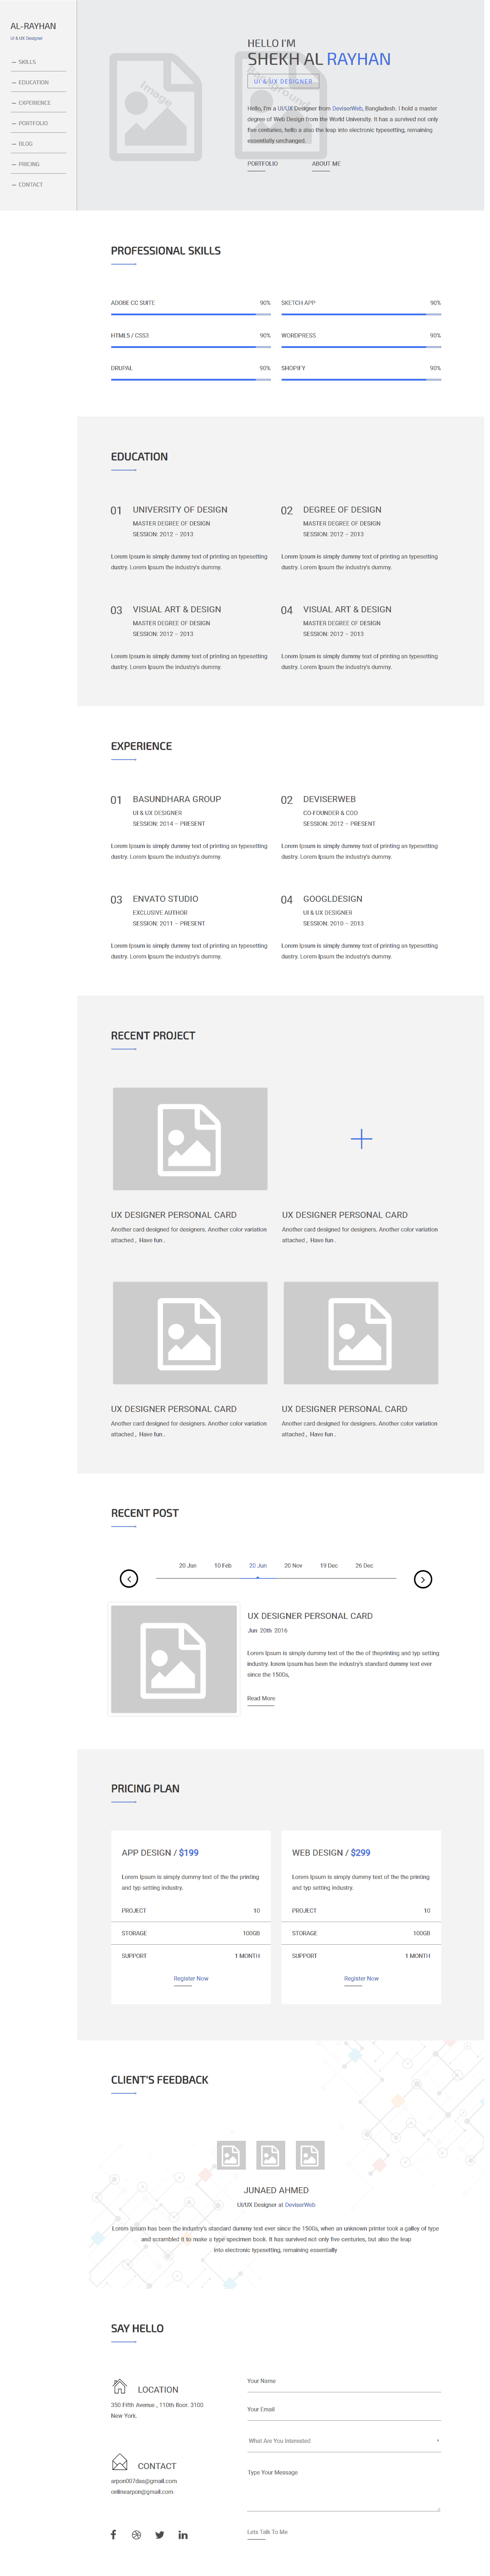 AL-RAYHAN
UI & UX Designer
SKILLS
EDUCATION
EXPERIENCE
PORTFOLIO
BLOG
PRICING
CONTACT
Image
Background
HELLO I'M
SHEKH AL RAYHAN
UI & UX DESIGNER
Hello, I'm a UI/UX Designer from DeviserWeb, Bangladesh. I hold a master
degree of Web Design from the World University. It has a survived not only
five centuries, hello a also the leap into electronic typesetting, remaining
essentially unchanged.
PORTFOLIO ABOUT ME
PROFESSIONAL SKILLS
ADOBE CC SUITE 90% SKETCH APP 90%
HTML5 / CSS3 90% WORDPRESS 90%
DRUPAL 90% SHOPIFY 90%
EDUCATION
01 UNIVERSITY OF DESIGN
MASTER DEGREE OF DESIGN
SESSION: 2012 – 2013
Lorem Ipsum is simply dummy text of printing an typesetting
dustry. Lorem Ipsum the industry's dummy.
02 DEGREE OF DESIGN
MASTER DEGREE OF DESIGN
SESSION: 2012 – 2013
Lorem Ipsum is simply dummy text of printing an typesetting
dustry. Lorem Ipsum the industry's dummy.
03 VISUAL ART & DESIGN
MASTER DEGREE OF DESIGN
SESSION: 2012 – 2013
Lorem Ipsum is simply dummy text of printing an typesetting
dustry. Lorem Ipsum the industry's dummy.
04 VISUAL ART & DESIGN
MASTER DEGREE OF DESIGN
SESSION: 2012 – 2013
Lorem Ipsum is simply dummy text of printing an typesetting
dustry. Lorem Ipsum the industry's dummy.
EXPERIENCE
01 BASUNDHARA GROUP
UI & UX DESIGNER
SESSION: 2014 – PRESENT
Lorem Ipsum is simply dummy text of printing an typesetting
dustry. Lorem Ipsum the industry's dummy.
02 DEVISERWEB
CO-FOUNDER & COO
SESSION: 2012 – PRESENT
Lorem Ipsum is simply dummy text of printing an typesetting
dustry. Lorem Ipsum the industry's dummy.
03 ENVATO STUDIO
EXCLUSIVE AUTHOR
SESSION: 2011 – PRESENT
Lorem Ipsum is simply dummy text of printing an typesetting
dustry. Lorem Ipsum the industry's dummy.
04 GOOGLDESIGN
UI & UX DESIGNER
SESSION: 2010 – 2013
Lorem Ipsum is simply dummy text of printing an typesetting
dustry. Lorem Ipsum the industry's dummy.
RECENT PROJECT
UX DESIGNER PERSONAL CARD
Another card designed for designers. Another color variation
attached , Have fun .
UX DESIGNER PERSONAL CARD
Another card designed for designers. Another color variation
attached , Have fun .
UX DESIGNER PERSONAL CARD
Another card designed for designers. Another color variation
attached , Have fun .
UX DESIGNER PERSONAL CARD
Another card designed for designers. Another color variation
attached , Have fun .
RECENT POST
20 Jan 10 Feb 20 Jun 20 Nov 19 Dec 26 Dec
UX DESIGNER PERSONAL CARD
Jun 20th 2016
Lorem Ipsum is simply dummy text of the the of theprinting and typ setting
industry. lorem Ipsum has been the industry's standard dummy text ever
since the 1500s,
Read More
PRICING PLAN
APP DESIGN / $199
Lorem Ipsum is simply dummy text of the the printing
and typ setting industry.
PROJECT 10
STORAGE 100GB
SUPPORT 1 MONTH
Register Now
WEB DESIGN / $299
Lorem Ipsum is simply dummy text of the the printing
and typ setting industry.
PROJECT 10
STORAGE 100GB
SUPPORT 1 MONTH
Register Now
CLIENT'S FEEDBACK
JUNAED AHMED
UI/UX Designer at DeviserWeb
Lorem Ipsum has been the industry's standard dummy text ever since the 1500s, when an unknown printer took a galley of type
and scrambled it to make a type specimen book. It has survived not only five centuries, but also the leap
into electronic typesetting, remaining essentially
SAY HELLO
LOCATION
350 Fifth Avenue , 110th floor. 3100
New York.
CONTACT
arpon007das@gmail.com
onlinearpon@gmail.com
Your Name
Your Email
What Are You Interested
Type Your Message
Lets Talk To Me